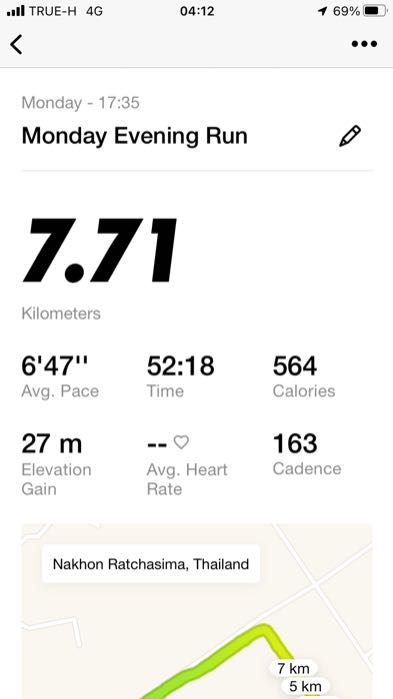 TRUE-H 4G 04:12 69%
Monday - 17:35
Monday Evening Run
7.71
Kilometers
6'47'' 52:18 564
Avg. Pace Time Calories
27 m -- 163
Elevation Gain Avg. Heart Rate Cadence
Nakhon Ratchasima, Thailand
7 km
5 km